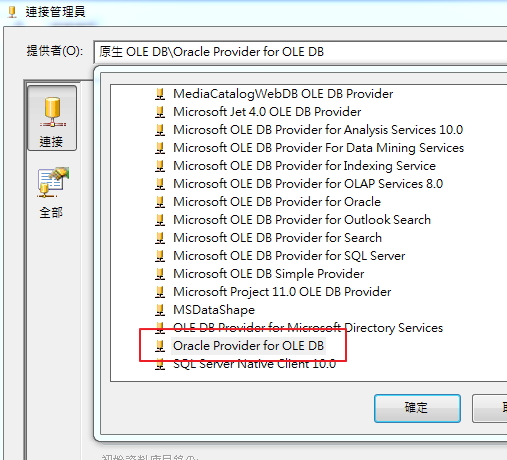 連接管理員
提供者(O): 原生 OLE DB\Oracle Provider for OLE DB
MediaCatalogWebDB OLE DB Provider
Microsoft Jet 4.0 OLE DB Provider
Microsoft OLE DB Provider for Analysis Services 10.0
Microsoft OLE DB Provider For Data Mining Services
Microsoft OLE DB Provider for Indexing Service
Microsoft OLE DB Provider for OLAP Services 8.0
Microsoft OLE DB Provider for Oracle
Microsoft OLE DB Provider for Outlook Search
Microsoft OLE DB Provider for Search
Microsoft OLE DB Provider for SQL Server
Microsoft OLE DB Simple Provider
Microsoft Project 11.0 OLE DB Provider
MSDataShape
OLE DB Provider for Microsoft Directory Services
Oracle Provider for OLE DB
SQL Server Native Client 10.0
連接
全部
確定